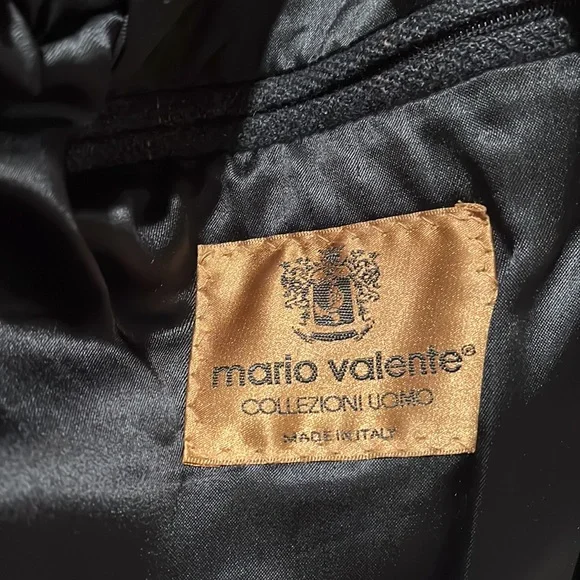 mario valente®
COLLEZIONI UOMO
MADE IN ITALY